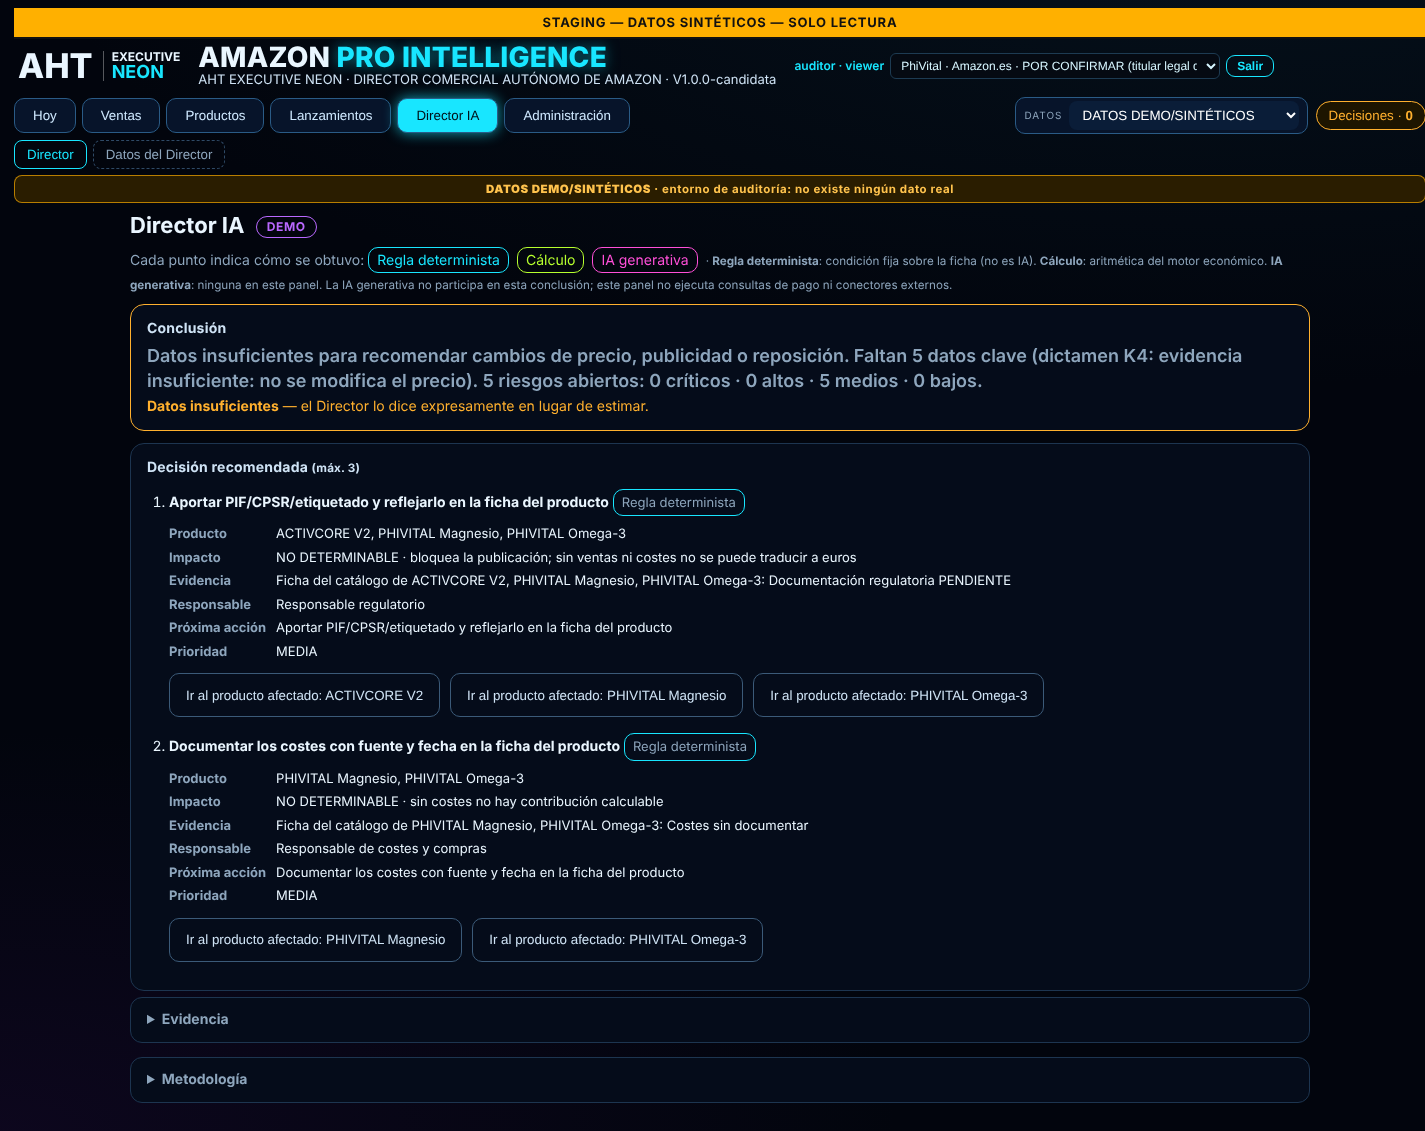 STAGING — DATOS SINTÉTICOS — SOLO LECTURA
AHT EXECUTIVE NEON
AMAZON PRO INTELLIGENCE
AHT EXECUTIVE NEON · DIRECTOR COMERCIAL AUTÓNOMO DE AMAZON · V1.0.0-candidata
auditor · viewer
PhiVital · Amazon.es · POR CONFIRMAR (titular legal
Salir
Hoy
Ventas
Productos
Lanzamientos
Director IA
Administración
DATOS DATOS DEMO/SINTÉTICOS
Decisiones · 0
Director
Datos del Director
DATOS DEMO/SINTÉTICOS · entorno de auditoría: no existe ningún dato real
Director IA DEMO
Cada punto indica cómo se obtuvo: Regla determinista Cálculo IA generativa · Regla determinista: condición fija sobre la ficha (no es IA). Cálculo: aritmética del motor económico. IA
generativa: ninguna en este panel. La IA generativa no participa en esta conclusión; este panel no ejecuta consultas de pago ni conectores externos.
Conclusión
Datos insuficientes para recomendar cambios de precio, publicidad o reposición. Faltan 5 datos clave (dictamen K4: evidencia
insuficiente: no se modifica el precio). 5 riesgos abiertos: 0 críticos · 0 altos · 5 medios · 0 bajos.
Datos insuficientes — el Director lo dice expresamente en lugar de estimar.
Decisión recomendada (máx. 3)
1. Aportar PIF/CPSR/etiquetado y reflejarlo en la ficha del producto Regla determinista
Producto ACTIVCORE V2, PHIVITAL Magnesio, PHIVITAL Omega-3
Impacto NO DETERMINABLE · bloquea la publicación; sin ventas ni costes no se puede traducir a euros
Evidencia Ficha del catálogo de ACTIVCORE V2, PHIVITAL Magnesio, PHIVITAL Omega-3: Documentación regulatoria PENDIENTE
Responsable Responsable regulatorio
Próxima acción Aportar PIF/CPSR/etiquetado y reflejarlo en la ficha del producto
Prioridad MEDIA
Ir al producto afectado: ACTIVCORE V2
Ir al producto afectado: PHIVITAL Magnesio
Ir al producto afectado: PHIVITAL Omega-3
2. Documentar los costes con fuente y fecha en la ficha del producto Regla determinista
Producto PHIVITAL Magnesio, PHIVITAL Omega-3
Impacto NO DETERMINABLE · sin costes no hay contribución calculable
Evidencia Ficha del catálogo de PHIVITAL Magnesio, PHIVITAL Omega-3: Costes sin documentar
Responsable Responsable de costes y compras
Próxima acción Documentar los costes con fuente y fecha en la ficha del producto
Prioridad MEDIA
Ir al producto afectado: PHIVITAL Magnesio
Ir al producto afectado: PHIVITAL Omega-3
Evidencia
Metodología